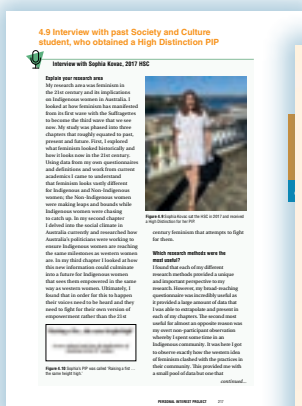 4.9 Interview with past Society and Culture
student, who obtained a High Distinction PIP
Interview with Sophia Kovac, 2017 HSC
Explain your research area
My research area was feminism in
the 21st century and its implications
on Indigenous women in Australia. I
looked at how feminism has manifested
from its first wave with the Suffragettes
to become the third wave that we see
now. My study was phased into three
chapters that roughly equated to past,
present and future. First, I explored
what feminism looked historically and
how it looks now in the 21st century.
Using data from my own questionnaires
and definitions and work from current
academics I came to understand
that feminism looks vastly different
for Indigenous and Non-Indigenous
women; the Non-Indigenous women
were making leaps and bounds while
Indigenous women were chasing
to catch up. In my second chapter
I delved into the social climate in
Australia currently and researched how
Australia's politicians were working to
ensure Indigenous women are reaching
the same milestones as western women
are. In my third chapter I looked at how
this new information could culminate
into a future for Indigenous women
that sees them empowered in the same
way as western women. Ultimately, I
found that in order for this to happen
their voices need to be heard and they
need to fight for their own version of
empowerment rather than the 21st
Figure 4.10 Sophia's PIP was called 'Raising a fist ...
the same height high.'
Figure 4.9 Sophia Kovac sat the HSC in 2017 and received
a High Distinction for her PIP.
century feminism that attempts to fight
for them.
Which research methods were the
most useful?
I found that each of my different
research methods provided a unique
and important perspective to my
research. However, my broad-reaching
questionnaire was incredibly useful as
it provided a large amount of data that
I was able to extrapolate and present in
each of my chapters. The second most
useful for almost an opposite reason was
my overt non-participant observation
whereby I spent some time in an
Indigenous community. It was here I got
to observe exactly how the western idea
of feminism clashed with the practices in
their community. This provided me with
a small pool of data but one that
continued...
PERSONAL INTEREST PROJECT